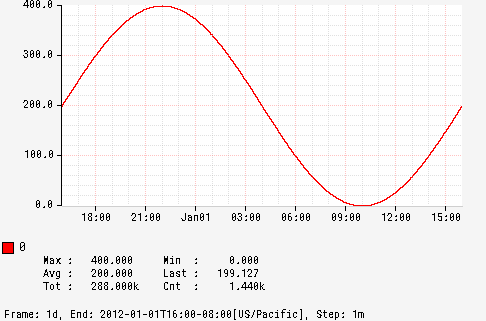 400.0
300.0
200.0
100.0
0.0
18:00 21:00 Jan01 03:00 06:00 09:00 12:00 15:00
0
Max : 400.000 Min : 0.000
Avg : 200.000 Last : 199.127
Tot : 288.000k Cnt : 1.440k
Frame: 1d, End: 2012-01-01T16:00-08:00[US/Pacific], Step: 1m